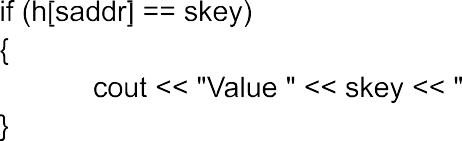 if (h[saddr] == skey)
{
cout << "Value " << skey << "
}